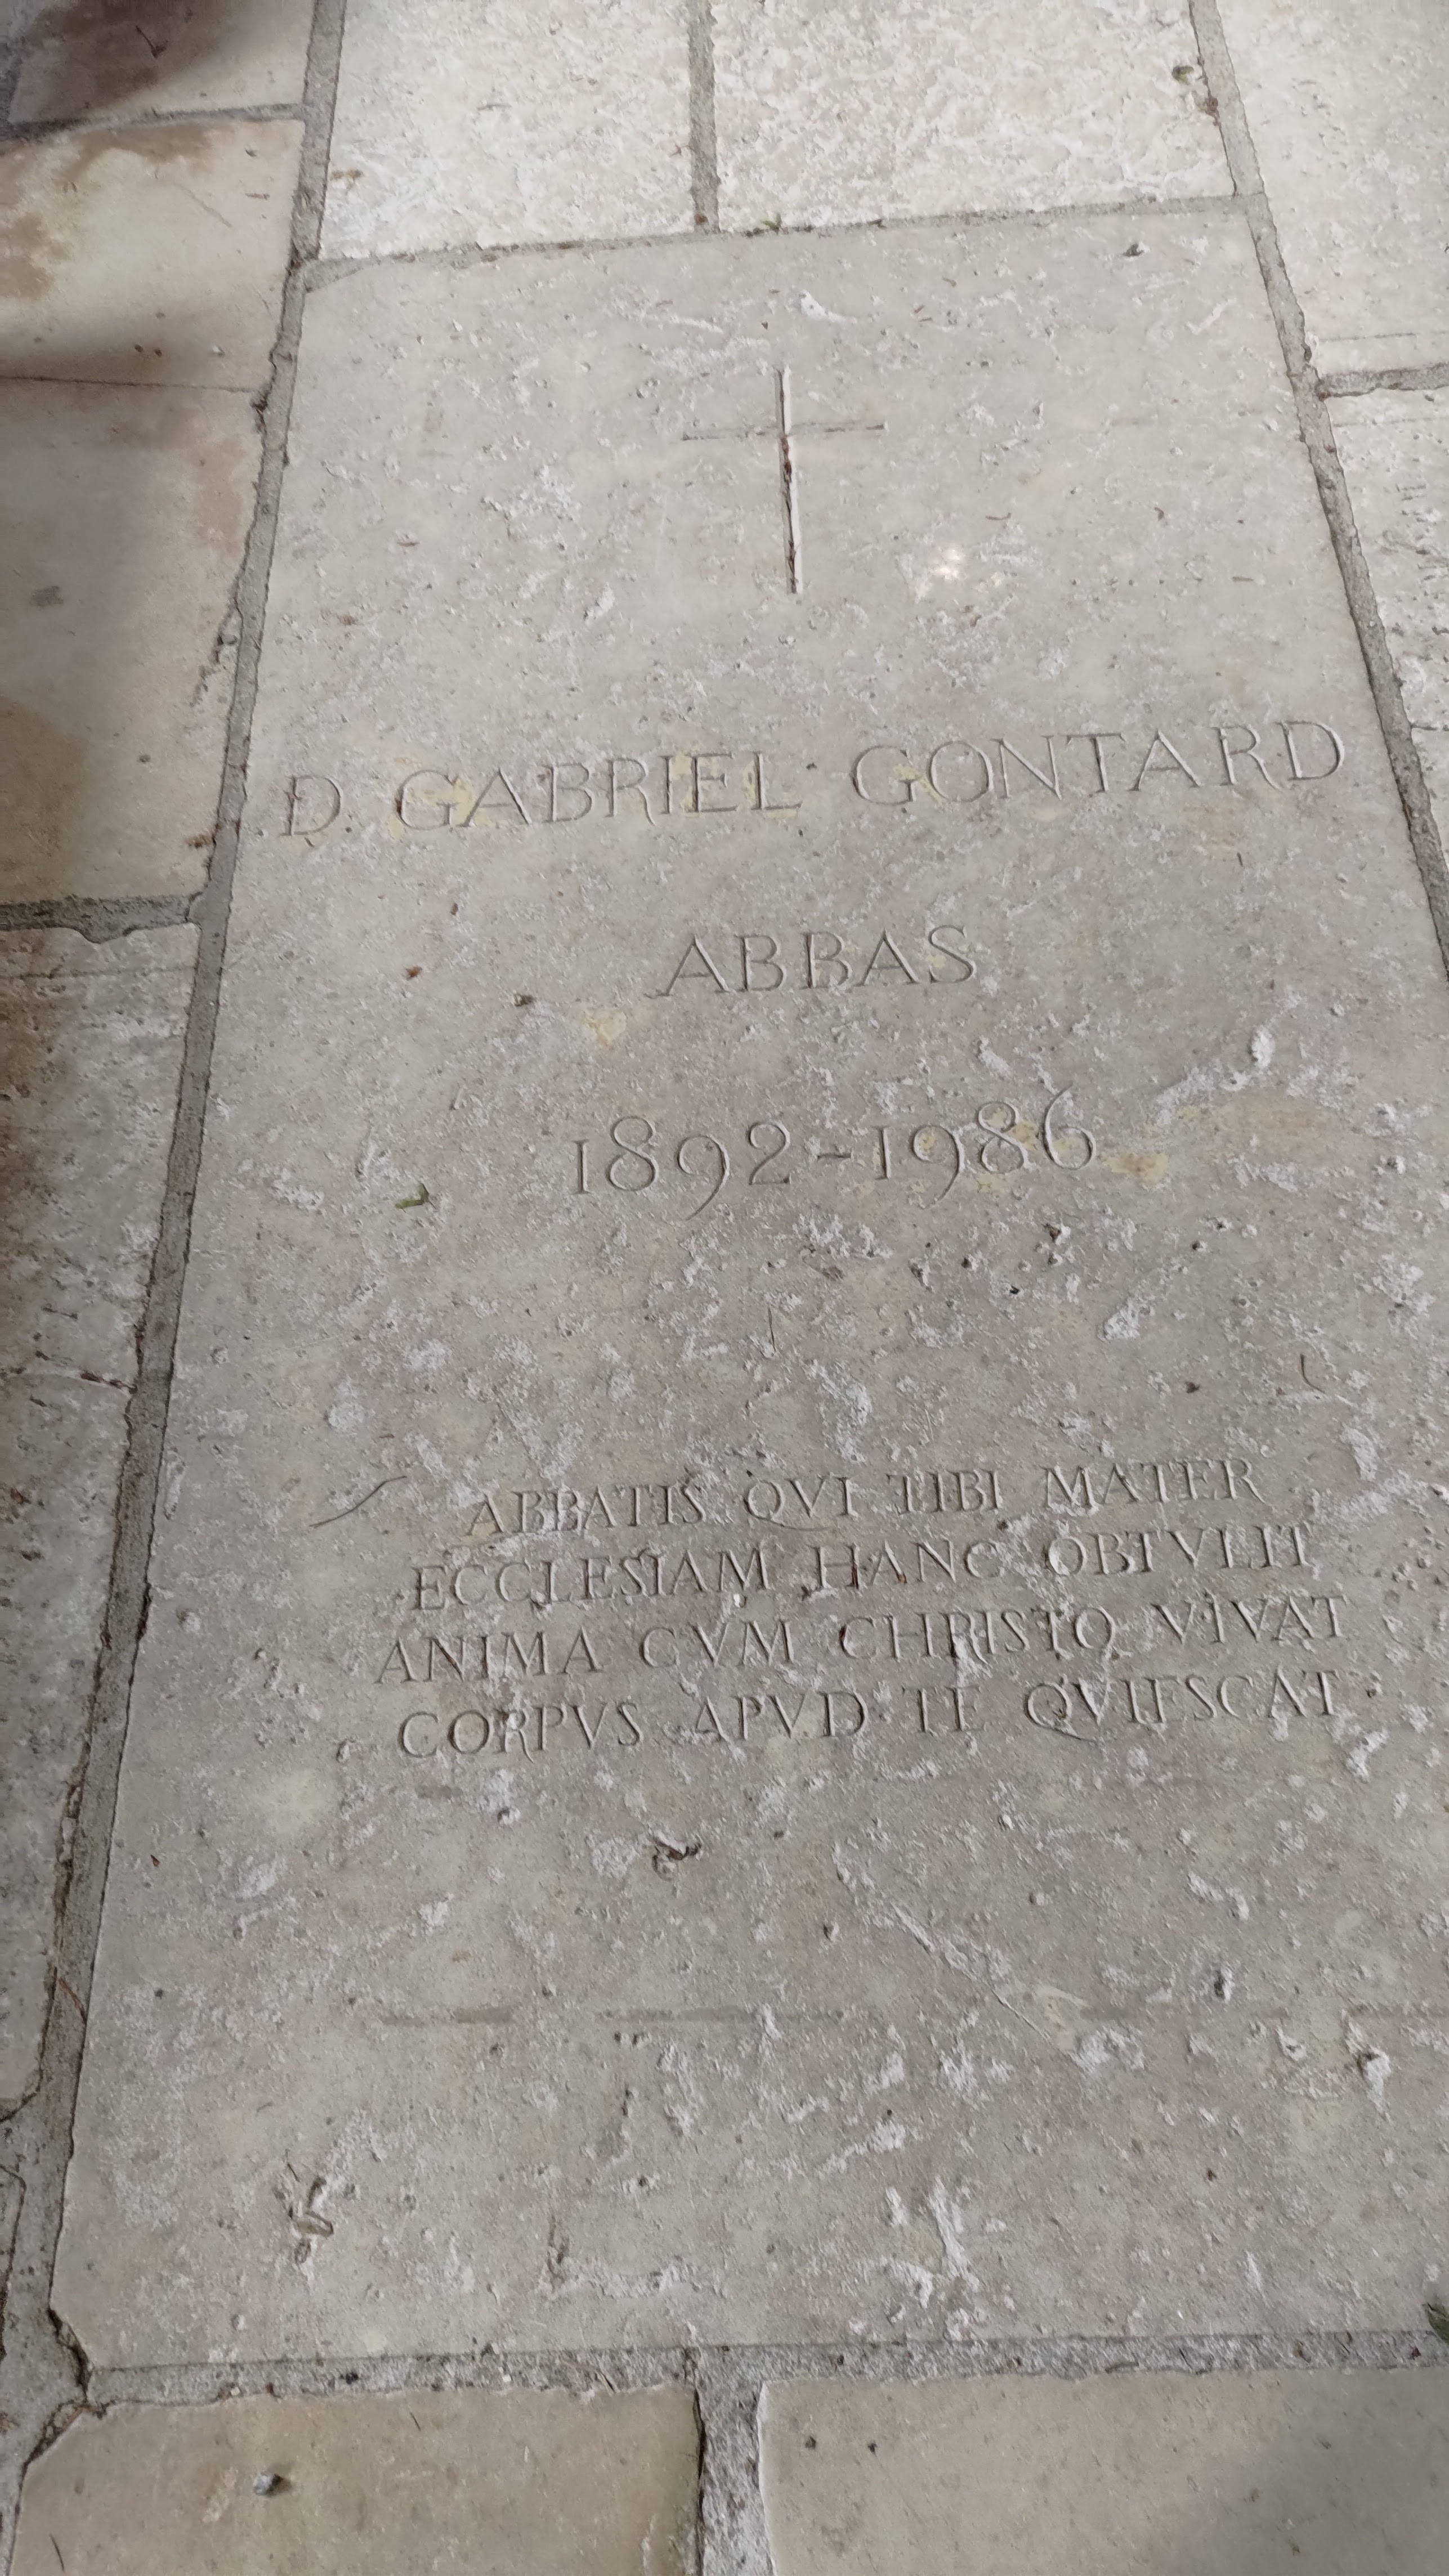 D. GABRIEL GONTARD
ABBAS
1892-1986
ABBATIS QVI TIBI MATER
ECCLESIAM HANC OBTVLIT
ANIMA CVM CHRISTO VIVAT
CORPVS APVD TE QVIESCAT